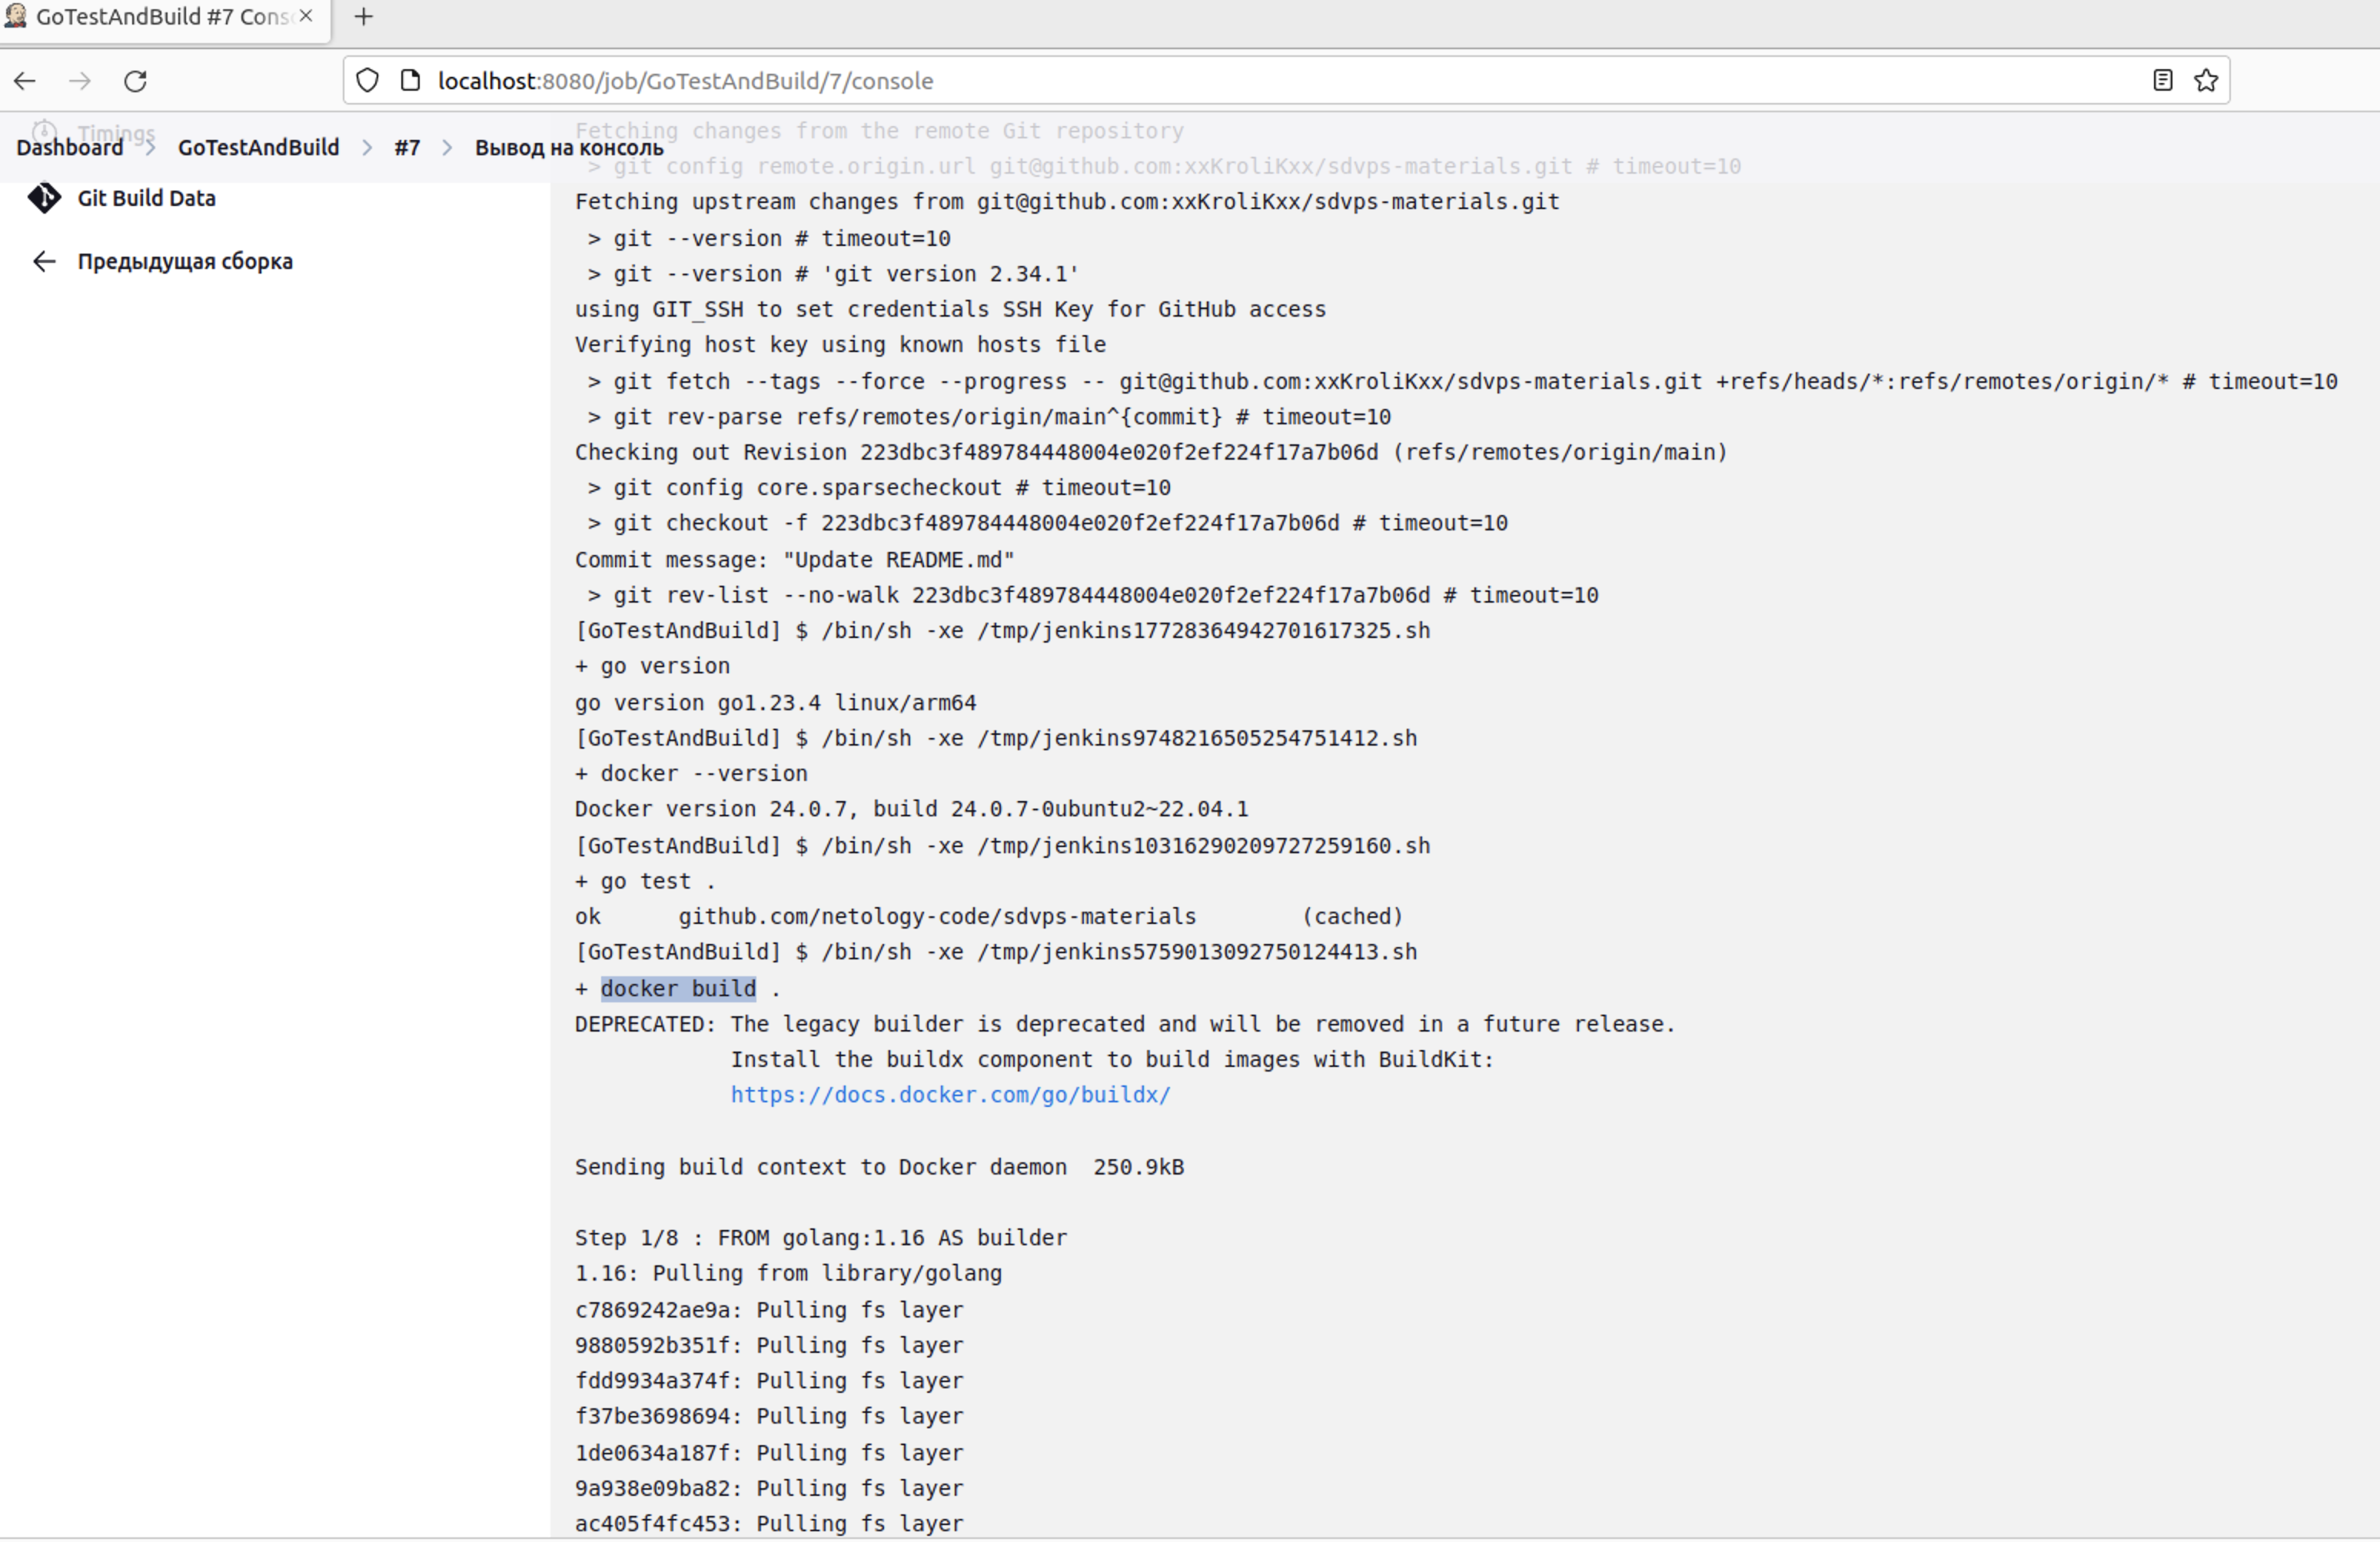 GoTestAndBuild #7 Cons
localhost:8080/job/GoTestAndBuild/7/console
Timings
Dashboard > GoTestAndBuild > #7 > Вывод на консоль
Git Build Data
Предыдущая сборка
Fetching changes from the remote Git repository
> git config remote.origin.url git@github.com:xxKroliKxx/sdvps-materials.git # timeout=10
Fetching upstream changes from git@github.com:xxKroliKxx/sdvps-materials.git
> git --version # timeout=10
> git --version # 'git version 2.34.1'
using GIT_SSH to set credentials SSH Key for GitHub access
Verifying host key using known hosts file
> git fetch --tags --force --progress -- git@github.com:xxKroliKxx/sdvps-materials.git +refs/heads/*:refs/remotes/origin/* # timeout=10
> git rev-parse refs/remotes/origin/main^{commit} # timeout=10
Checking out Revision 223dbc3f489784448004e020f2ef224f17a7b06d (refs/remotes/origin/main)
> git config core.sparsecheckout # timeout=10
> git checkout -f 223dbc3f489784448004e020f2ef224f17a7b06d # timeout=10
Commit message: "Update README.md"
> git rev-list --no-walk 223dbc3f489784448004e020f2ef224f17a7b06d # timeout=10
[GoTestAndBuild] $ /bin/sh -xe /tmp/jenkins17728364942701617325.sh
+ go version
go version go1.23.4 linux/arm64
[GoTestAndBuild] $ /bin/sh -xe /tmp/jenkins9748216505254751412.sh
+ docker --version
Docker version 24.0.7, build 24.0.7-0ubuntu2~22.04.1
[GoTestAndBuild] $ /bin/sh -xe /tmp/jenkins10316290209727259160.sh
+ go test .
ok github.com/netology-code/sdvps-materials (cached)
[GoTestAndBuild] $ /bin/sh -xe /tmp/jenkins5759013092750124413.sh
+ docker build .
DEPRECATED: The legacy builder is deprecated and will be removed in a future release.
Install the buildx component to build images with BuildKit:
https://docs.docker.com/go/buildx/
Sending build context to Docker daemon 250.9kB
Step 1/8 : FROM golang:1.16 AS builder
1.16: Pulling from library/golang
c7869242ae9a: Pulling fs layer
9880592b351f: Pulling fs layer
fdd9934a374f: Pulling fs layer
f37be3698694: Pulling fs layer
1de0634a187f: Pulling fs layer
9a938e09ba82: Pulling fs layer
ac405f4fc453: Pulling fs layer